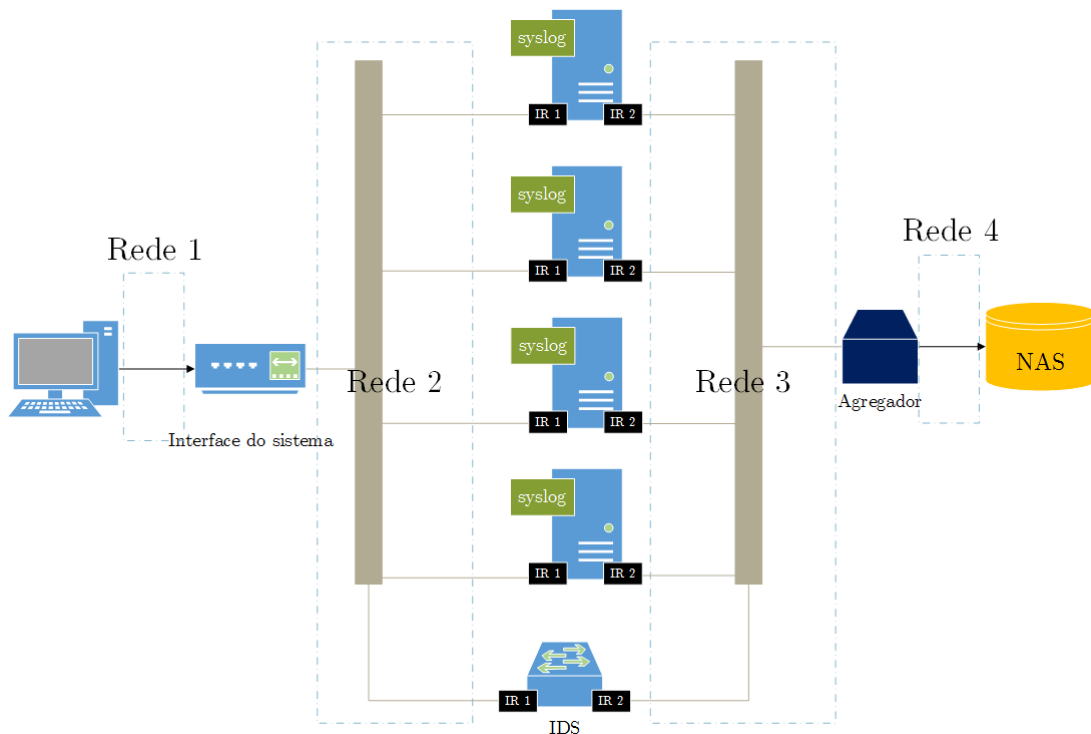 syslog
IR 1
IR 2
syslog
IR 1
IR 2
Rede 1
Rede 4
syslog
Rede 2
Rede 3
NAS
Agregador
Interface do sistema
IR 1
IR 2
syslog
IR 1
IR 2
IR 1
IR 2
IDS